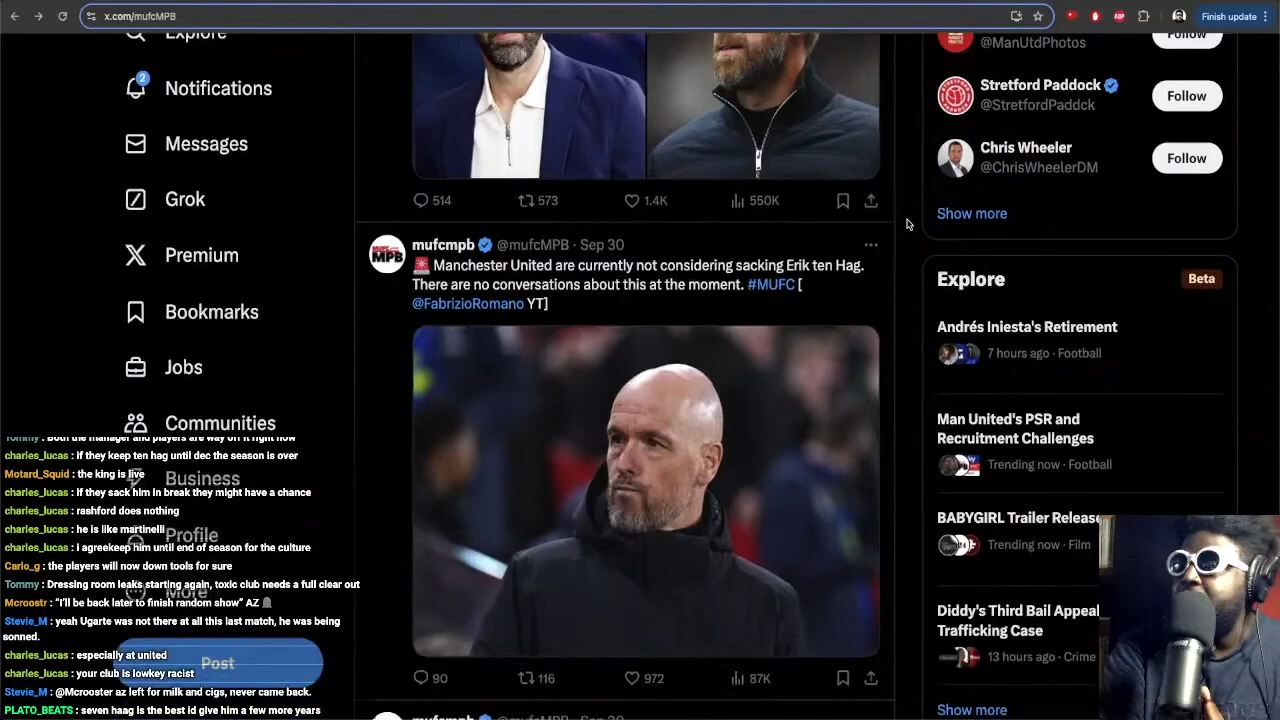 x.com/mufcMPB
Finish update
Explore
2
Notifications
Messages
Grok
Premium
Bookmarks
Jobs
Communities
Business
Profile
More
Post
Tommy : Both the manager and players are way off it right now
charles_lucas : if they keep ten hag until dec the season is over
Motard_Squid : the king is live
charles_lucas : if they sack him in break they might have a chance
charles_lucas : rashford does nothing
charles_lucas : he is like martinelli
charles_lucas : i agreekeep him until end of season for the culture
Carlo_g : the players will now down tools for sure
Tommy : Dressing room leaks starting again, toxic club needs a full clear out
Mcroostr : “I’ll be back later to finish random show” AZ
Stevie_M : yeah Ugarte was not there at all this last match, he was being
sonned.
charles_lucas : especially at united
charles_lucas : your club is lowkey racist
Stevie_M : @Mcrooster az left for milk and cigs, never came back.
PLATO_BEATS : seven haag is the best id give him a few more years
514
573
1.4K
550K
mufcmpb @mufcMPB · Sep 30
Manchester United are currently not considering sacking Erik ten Hag.
There are no conversations about this at the moment. #MUFC [
@FabrizioRomano YT]
MUFC
MPB
90
116
972
87K
@ManUtdPhotos
Follow
Stretford Paddock
@StretfordPaddck
Follow
Chris Wheeler
@ChrisWheelerDM
Follow
Show more
Explore
Beta
Andrés Iniesta's Retirement
7 hours ago · Football
Man United's PSR and
Recruitment Challenges
Trending now · Football
BABYGIRL Trailer Release
Trending now · Film
Diddy's Third Bail Appeal
Trafficking Case
13 hours ago · Crime
Show more